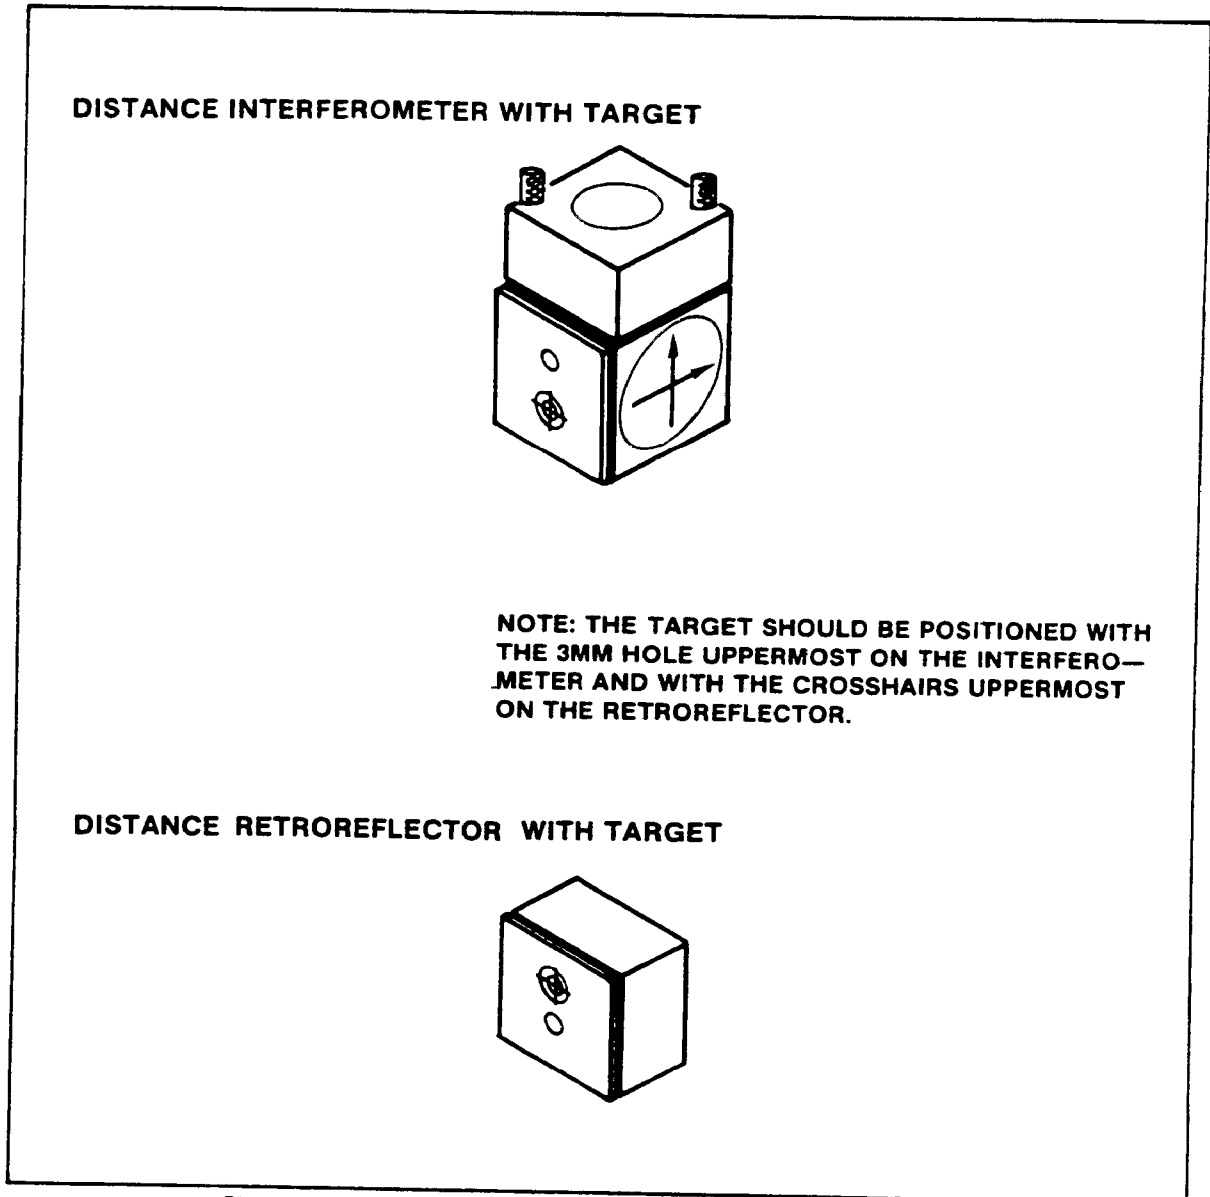 DISTANCE INTERFEROMETER WITH TARGET
NOTE: THE TARGET SHOULD BE POSITIONED WITH
THE 3MM HOLE UPPERMOST ON THE INTERFERO—
METER AND WITH THE CROSSHAIRS UPPERMOST
ON THE RETROREFLECTOR.
DISTANCE RETROREFLECTOR WITH TARGET